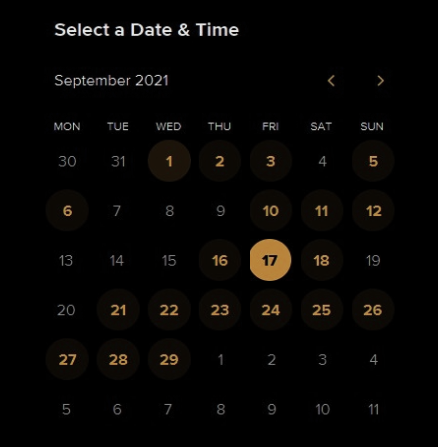 Select a Date & Time
September 2021
MON TUE WED THU FRI SAT SUN
30 31 1 2 3 4 5
6 7 8 9 10 11 12
13 14 15 16 17 18 19
20 21 22 23 24 25 26
27 28 29 1 2 3 4
5 6 7 8 9 10 11